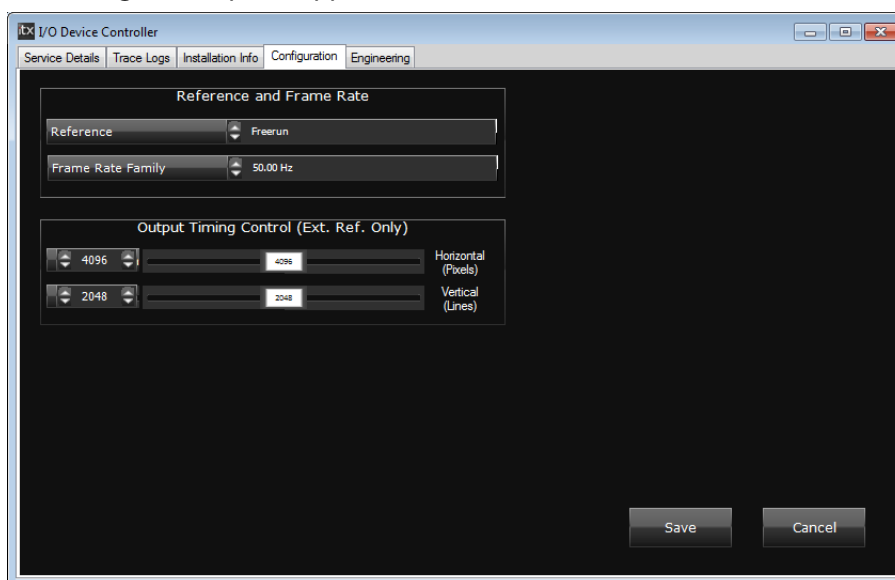 itx I/O Device Controller
Service Details Trace Logs Installation Info Configuration Engineering
Reference and Frame Rate
Reference Freerun
Frame Rate Family 50.00 Hz
Output Timing Control (Ext. Ref. Only)
4096 4096 Horizontal
(Pixels)
2048 2048 Vertical
(Lines)
Save Cancel